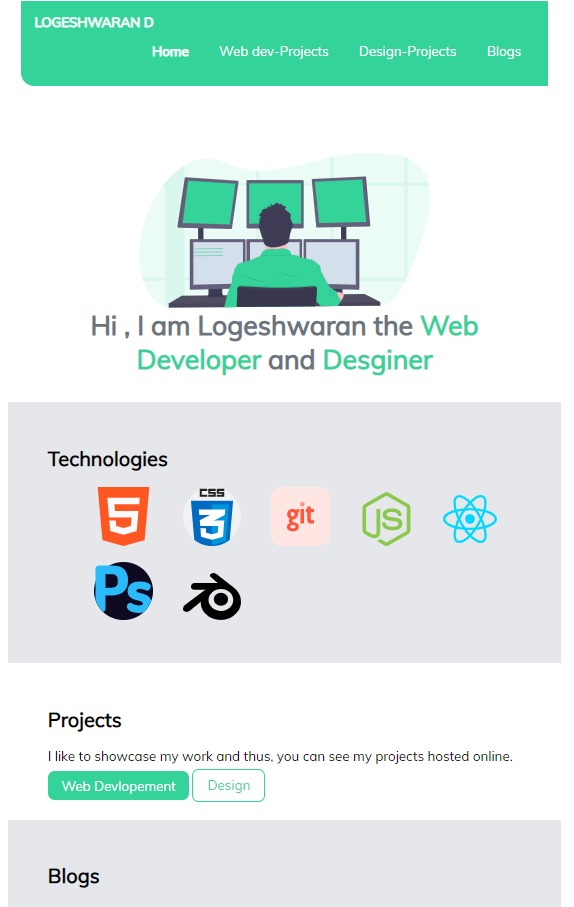 LOGESHWARAN D
Home Web dev-Projects Design-Projects Blogs
Hi , I am Logeshwaran the Web
Developer and Desginer
Technologies
5 CSS 3 git JS
Ps
Projects
I like to showcase my work and thus, you can see my projects hosted online.
Web Devlopement Design
Blogs